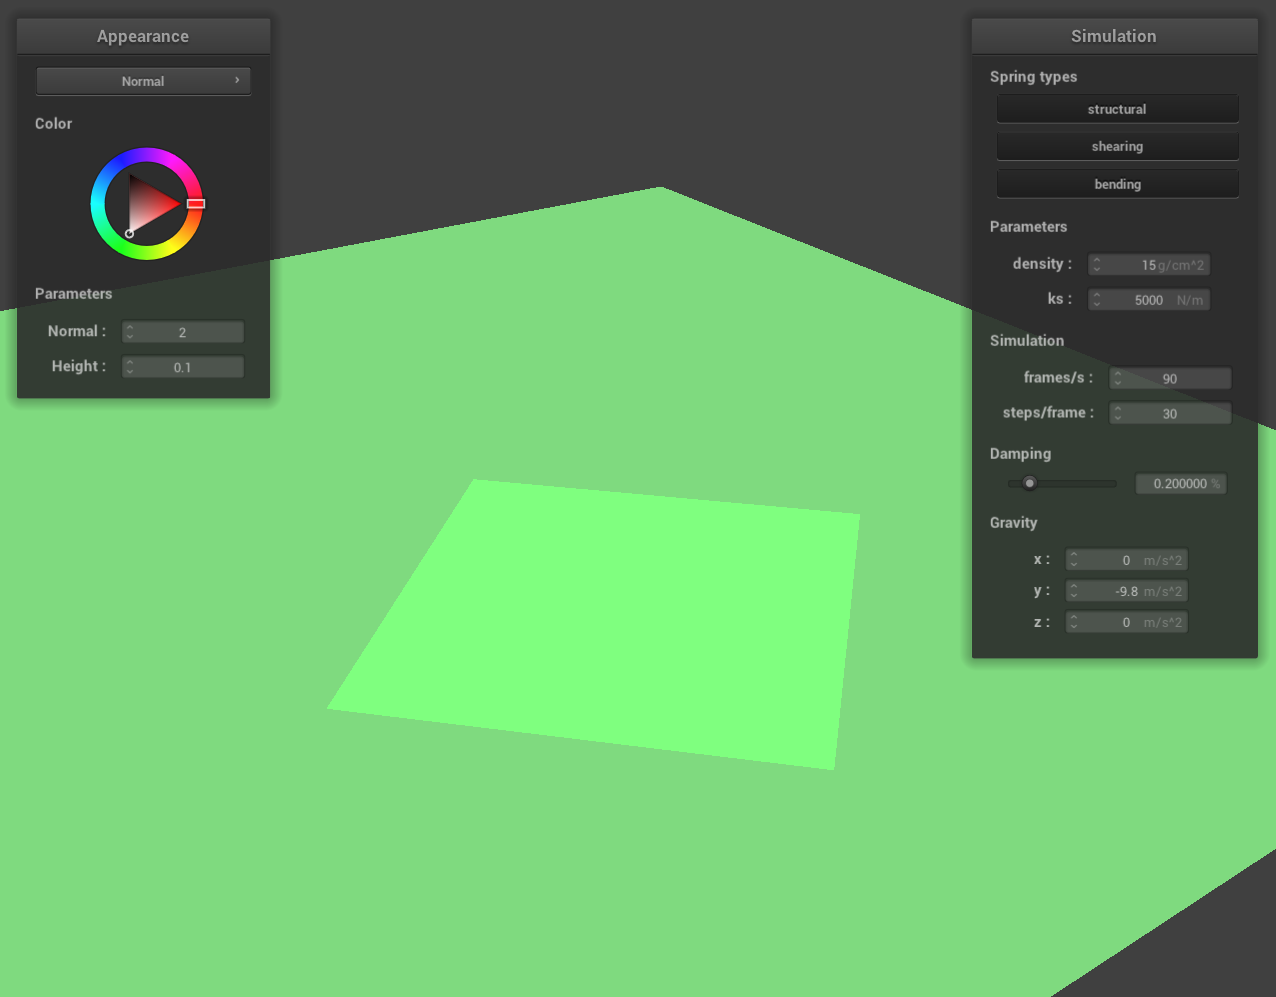 Appearance
Normal
Color
Parameters
Normal : 2
Height : 0.1
Simulation
Spring types
structural
shearing
bending
Parameters
density : 15 g/cm^2
ks : 5000 N/m
Simulation
frames/s : 90
steps/frame : 30
Damping
0.200000 %
Gravity
x : 0 m/s^2
y : -9.8 m/s^2
z : 0 m/s^2